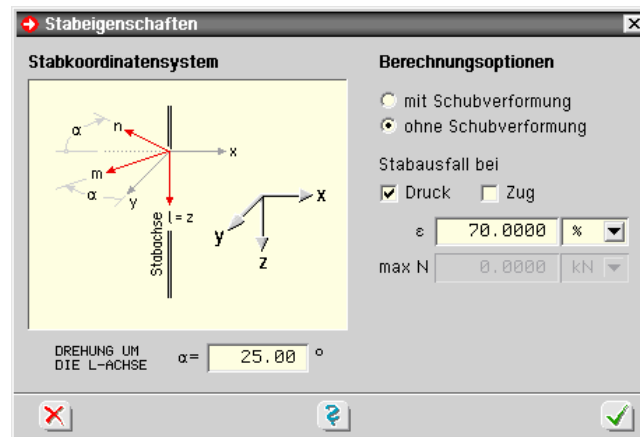 Stabeigenschaften
Stabkoordinatensystem
α
n
x
m
α
y
Stabachse l = z
x
y
z
DREHUNG UM
DIE L-ACHSE
α= 25.00 °
Berechnungsoptionen
mit Schubverformung
ohne Schubverformung
Stabausfall bei
Druck Zug
ε 70.0000 %
max N 0.0000 kN